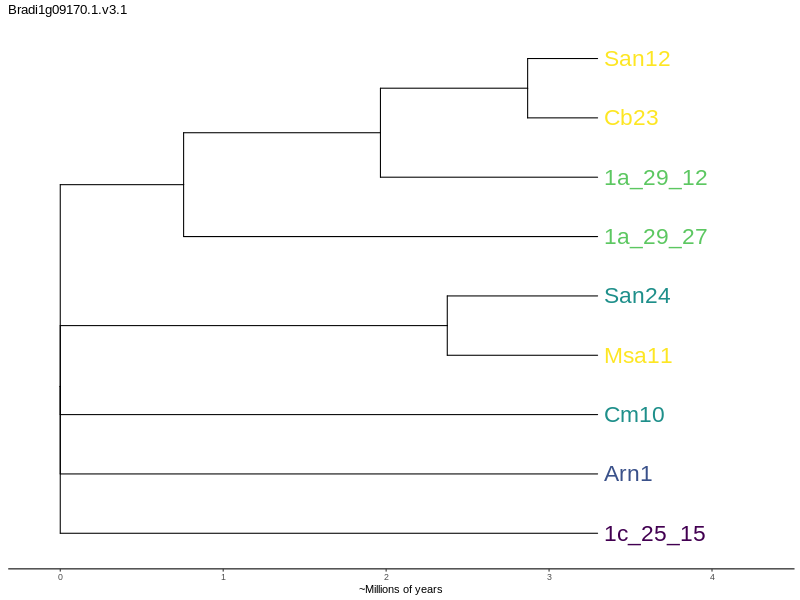 Bradi1g09170.1.v3.1
San12
Cb23
1a_29_12
1a_29_27
San24
Msa11
Cm10
Arn1
1c_25_15
0 1 2 3 4
~Millions of years